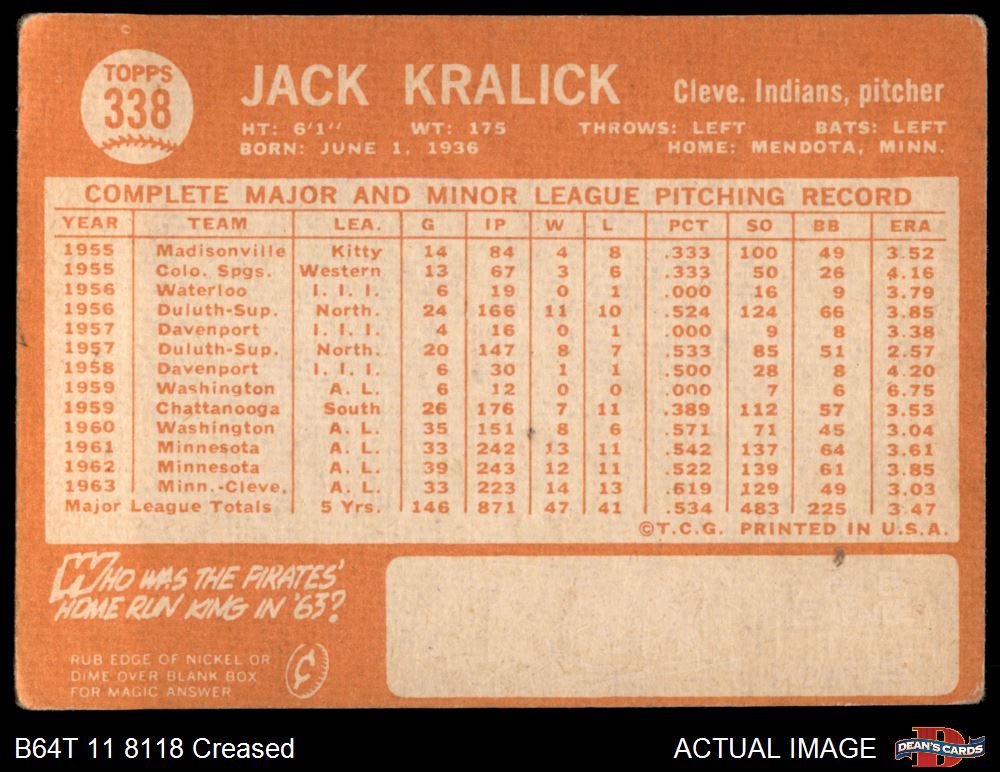 TOPPS
338
JACK KRALICK
Cleve. Indians, pitcher
HT: 6'1" WT: 175 THROWS: LEFT BATS: LEFT
BORN: JUNE 1, 1936 HOME: MENDOTA, MINN.
COMPLETE MAJOR AND MINOR LEAGUE PITCHING RECORD
YEAR TEAM LEA. G IP W L PCT SO BB ERA
1955 Madisonville Kitty 14 84 4 8 .333 100 49 3.52
1955 Colo. Spgs. Western 13 67 3 6 .333 50 26 4.16
1956 Waterloo I. I. I. 6 19 0 1 .000 16 9 3.79
1956 Duluth-Sup. North. 24 166 11 10 .524 124 66 3.85
1957 Davenport I. I. I. 4 16 0 1 .000 9 8 3.38
1957 Duluth-Sup. North. 20 147 8 7 .533 85 51 2.57
1958 Davenport I. I. I. 6 30 1 1 .500 28 8 4.20
1959 Washington A. L. 6 12 0 0 .000 7 6 6.75
1959 Chattanooga South 26 176 7 11 .389 112 57 3.53
1960 Washington A. L. 35 151 8 6 .571 71 45 3.04
1961 Minnesota A. L. 33 242 13 11 .542 137 64 3.61
1962 Minnesota A. L. 39 243 12 11 .522 139 61 3.85
1963 Minn.-Cleve. A. L. 33 223 14 13 .619 129 49 3.03
Major League Totals 5 Yrs. 146 871 47 41 .534 483 225 3.47
©T.C.G. PRINTED IN U.S.A.
WHO WAS THE PIRATES'
HOME RUN KING IN '63?
RUB EDGE OF NICKEL OR
DIME OVER BLANK BOX
FOR MAGIC ANSWER
¢
B64T 11 8118 Creased
ACTUAL IMAGE
DEAN'S CARDS